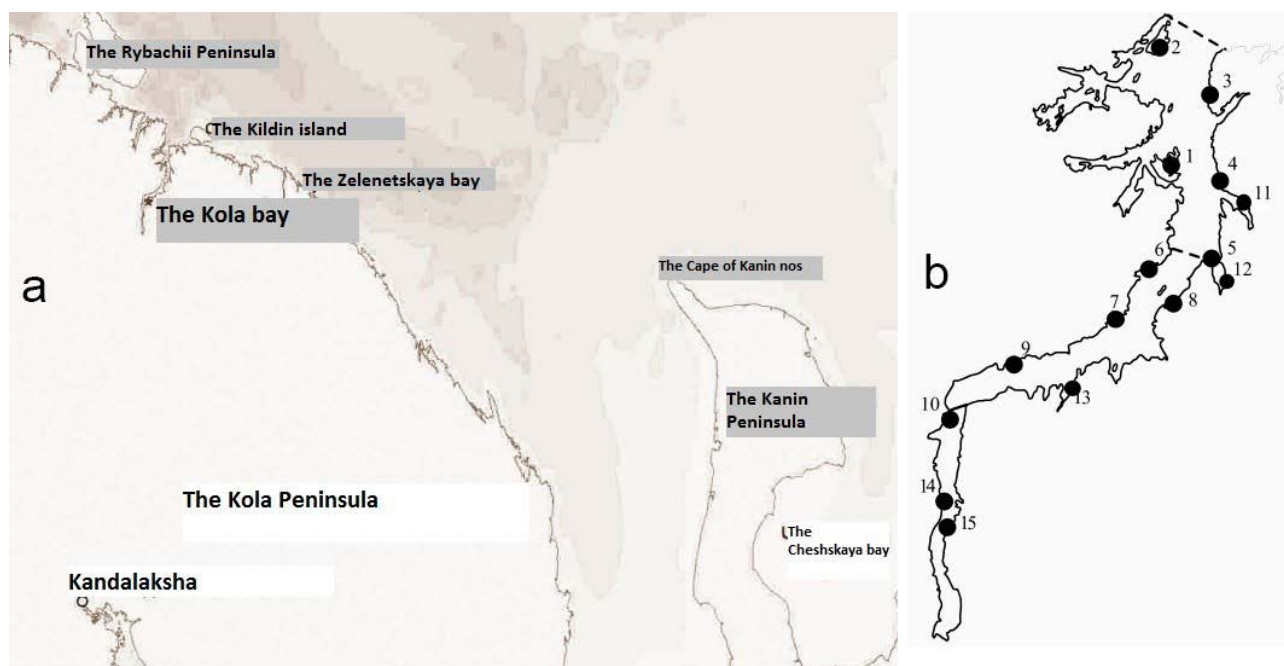 The Rybachii Peninsula
The Kildin island
The Zelenetskaya bay
The Kola bay
The Cape of Kanin nos
a
The Kanin
Peninsula
The Kola Peninsula
The
Cheshskaya bay
Kandalaksha
b
2
3
1
4
11
6
5
12
7
8
9
13
10
14
15